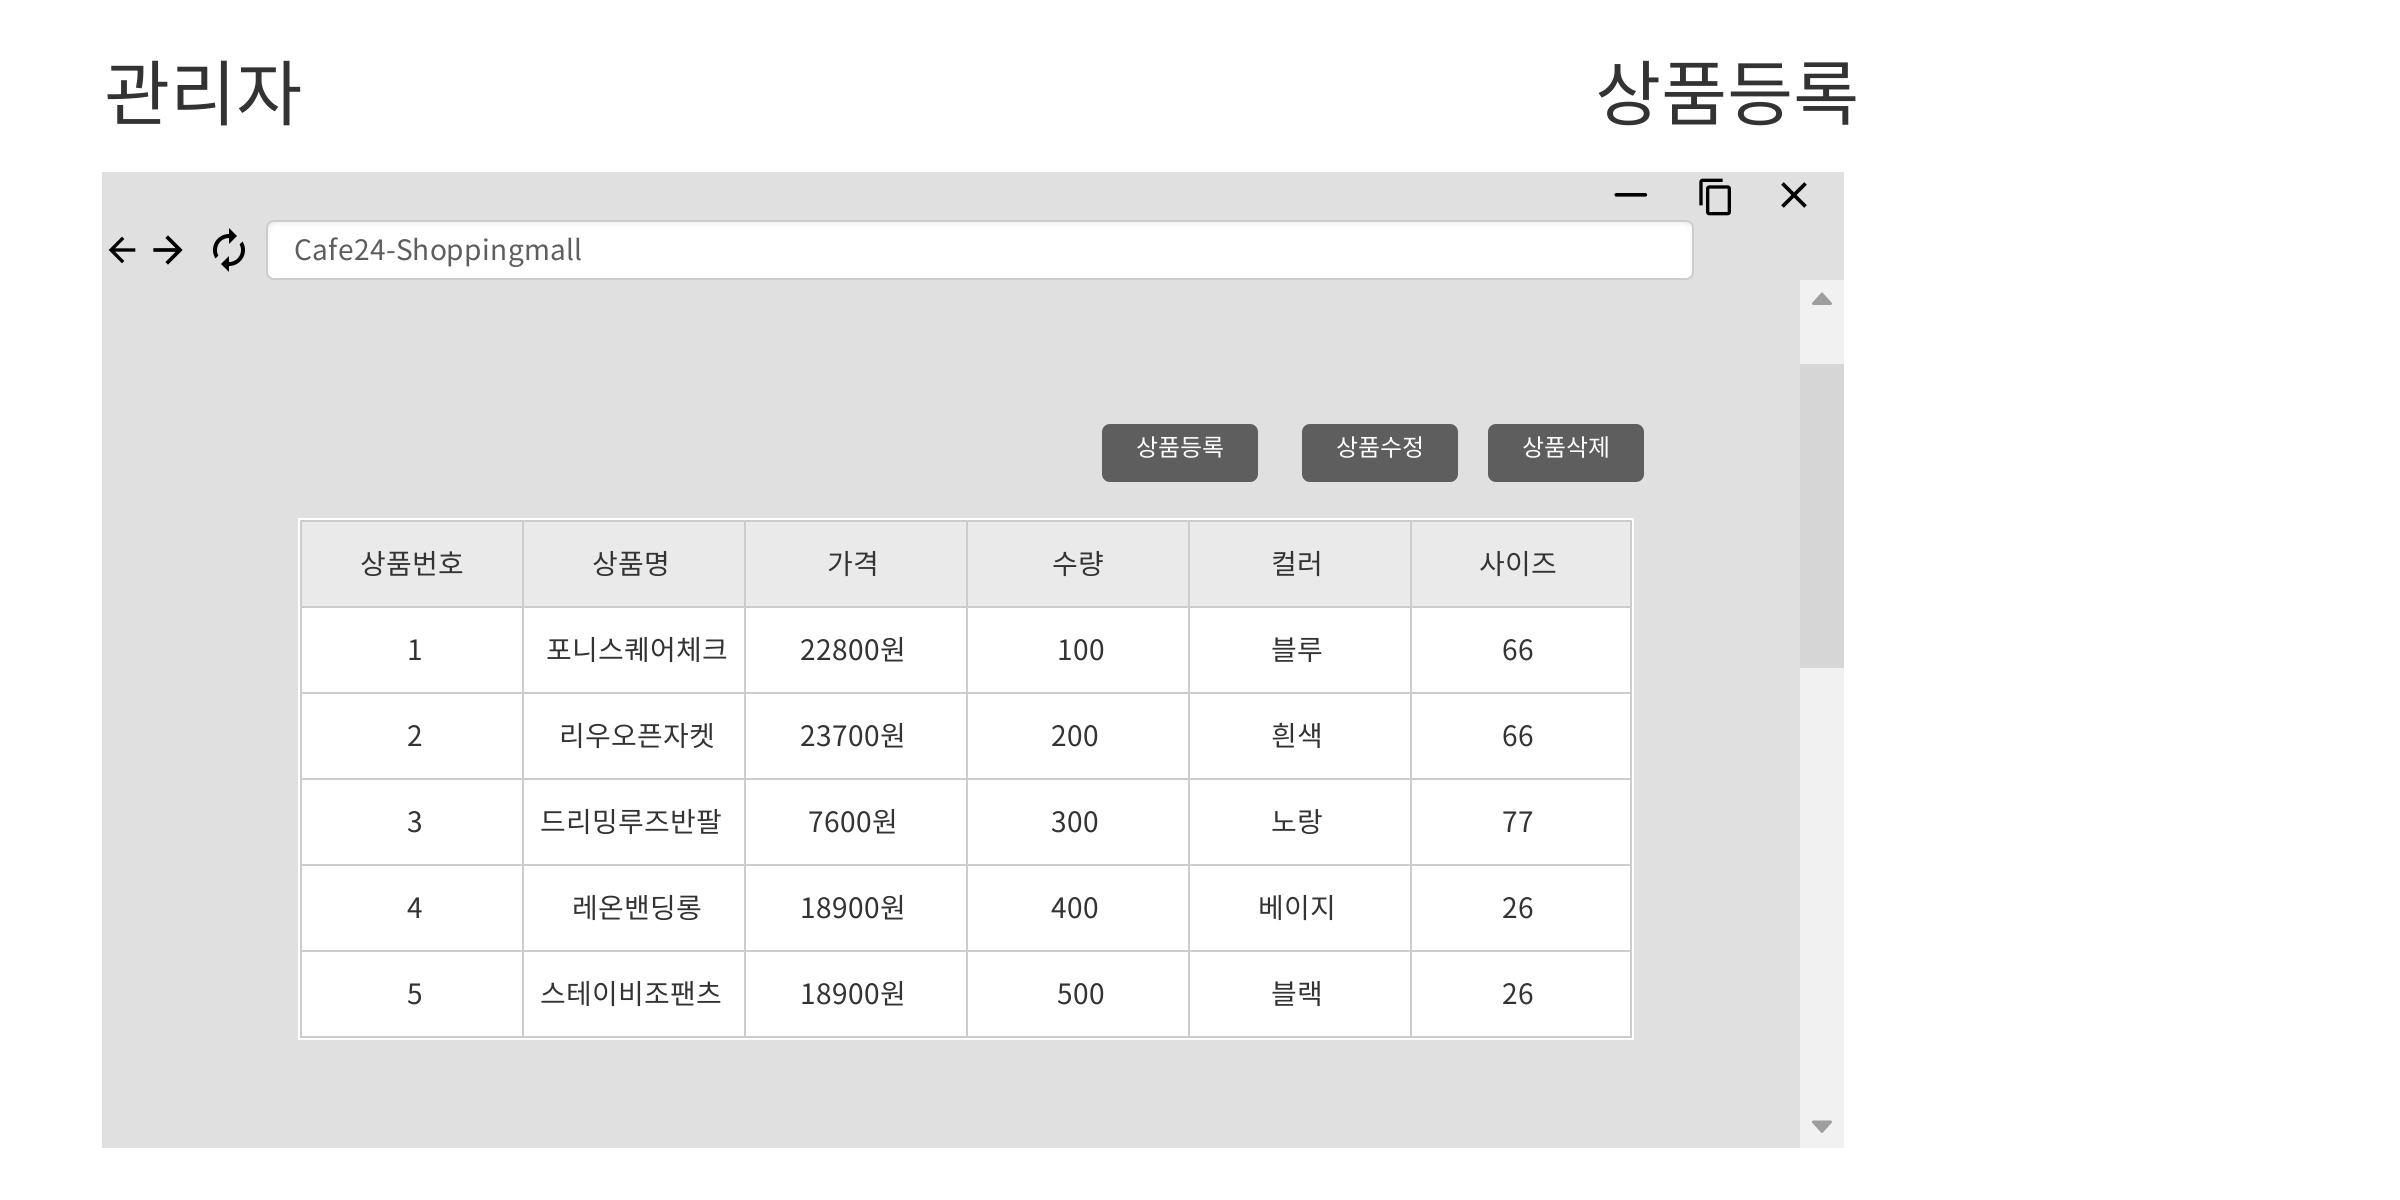 관리자 상품등록
Cafe24-Shoppingmall
상품등록 상품수정 상품삭제
상품번호 상품명 가격 수량 컬러 사이즈
1 포니스퀘어체크 22800원 100 블루 66
2 리우오픈자켓 23700원 200 흰색 66
3 드리밍루즈반팔 7600원 300 노랑 77
4 레온밴딩롱 18900원 400 베이지 26
5 스테이비조팬츠 18900원 500 블랙 26